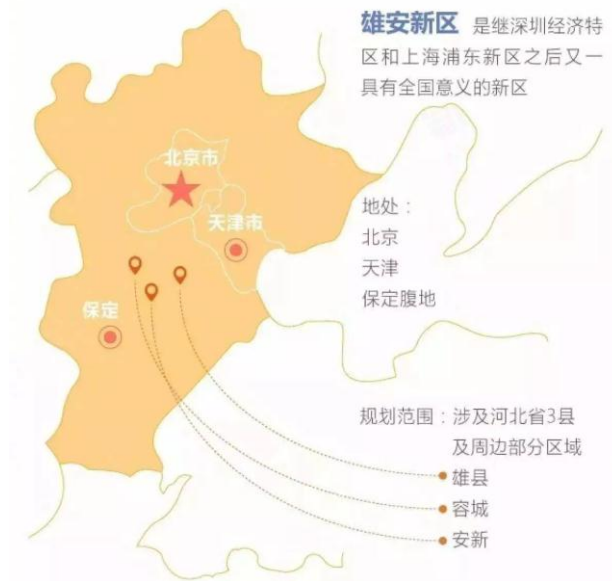 雄安新区 是继深圳经济特
区和上海浦东新区之后又一
具有全国意义的新区
北京市
天津市
地处：
北京
天津
保定腹地
保定
规划范围：涉及河北省3县
及周边部分区域
雄县
容城
安新